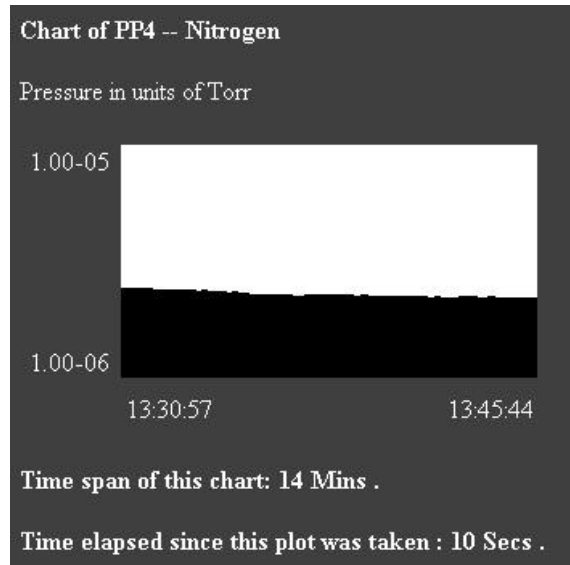 Chart of PP4 -- Nitrogen
Pressure in units of Torr
1.00-05
1.00-06
13:30:57 13:45:44
Time span of this chart: 14 Mins .
Time elapsed since this plot was taken : 10 Secs .